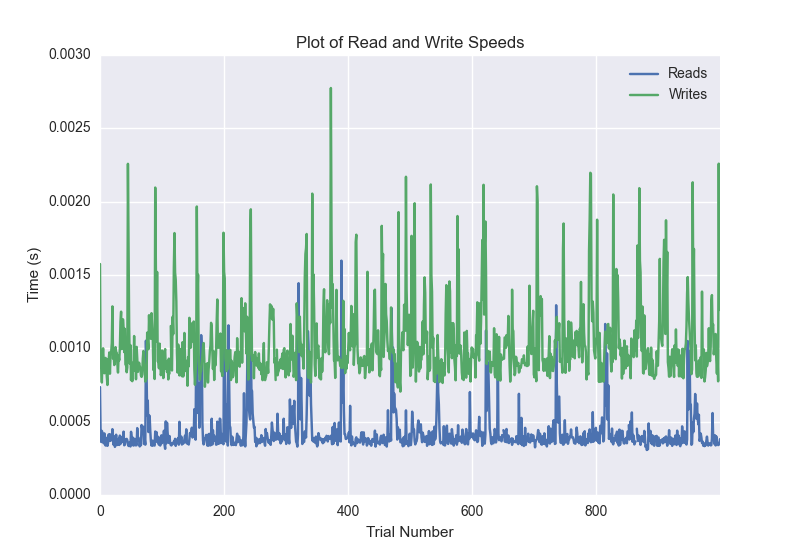 Plot of Read and Write Speeds
0.0030
Reads
Writes
0.0025
0.0020
0.0015
0.0010
0.0005
0.0000
Time (s)
0 200 400 600 800
Trial Number